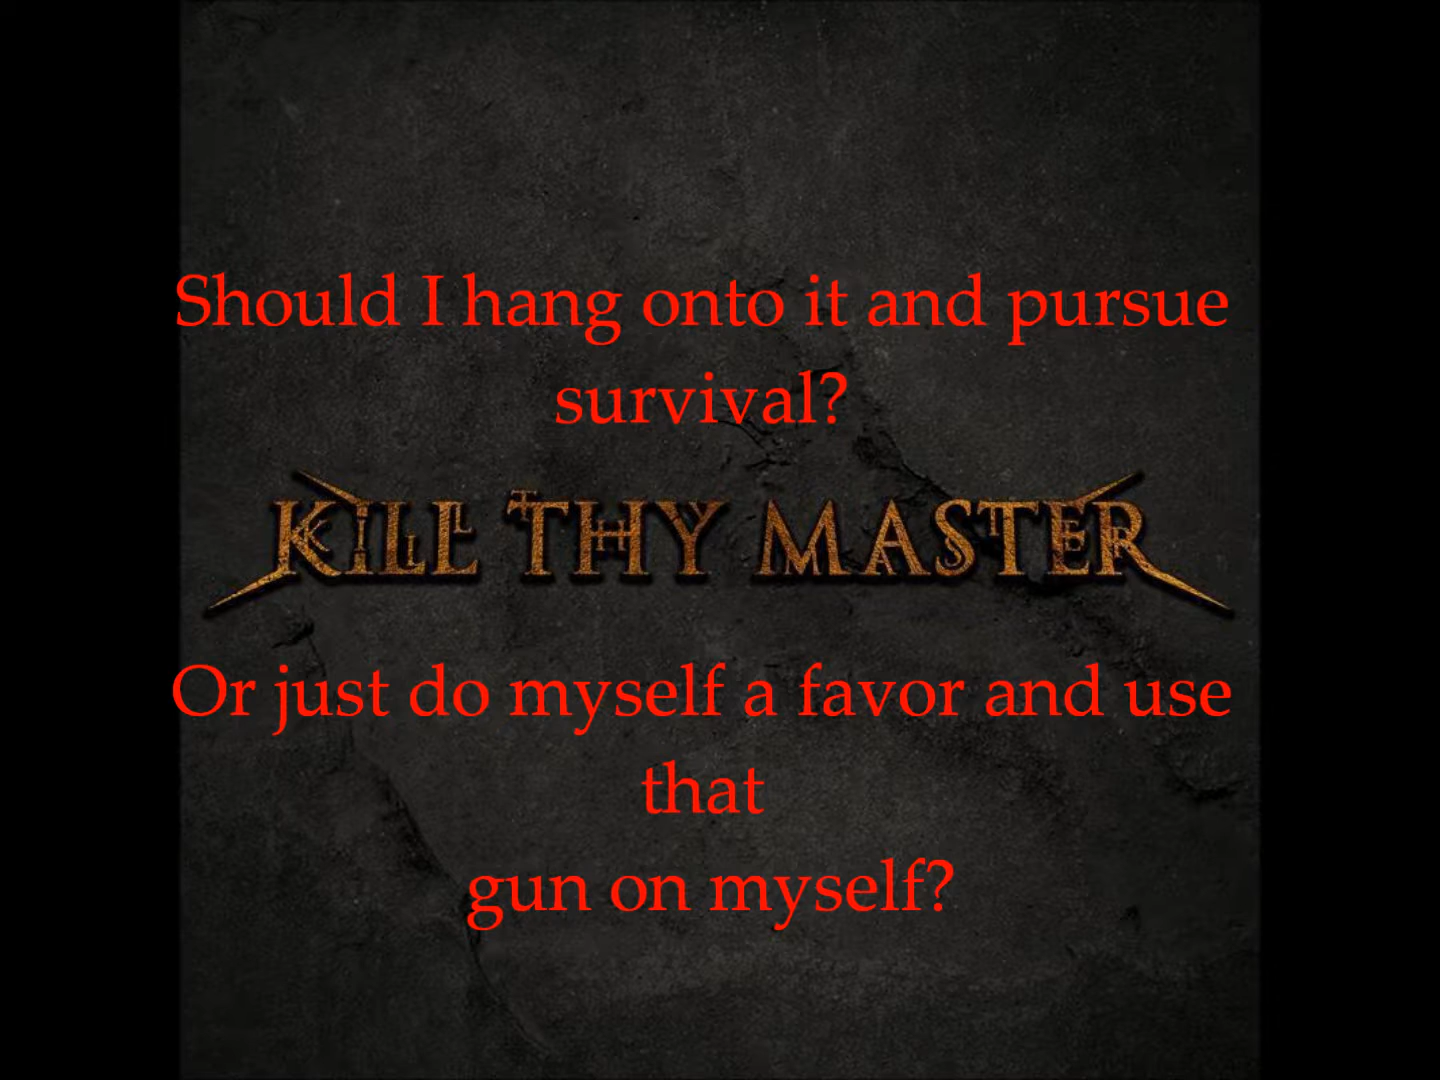 Should I hang onto it and pursue
survival?
KILL THY MASTER
Or just do myself a favor and use
that
gun on myself?